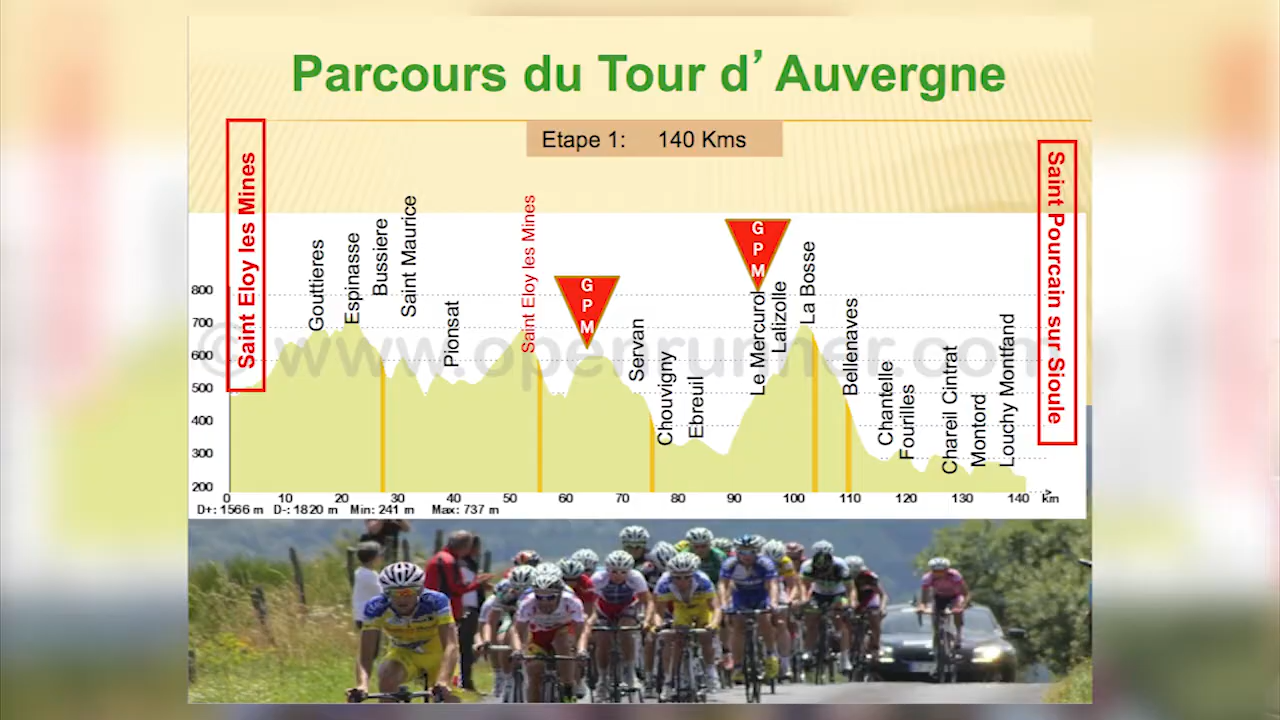 Parcours du Tour d’ Auvergne
Etape 1: 140 Kms
Saint Eloy les Mines
Gouttieres
Espinasse
Bussiere
Saint Maurice
Pionsat
Saint Eloy les Mines
G
P
M
Servan
Chouvigny
Ebreuil
G
P
M
Le Mercurol
Lalizolle
La Bosse
Bellenaves
Chantelle
Fourilles
Chareil Cintrat
Montord
Louchy Montfand
Saint Pourcain sur Sioule
800
700
600
500
400
300
200
© www.openrunner.com
0 10 20 30 40 50 60 70 80 90 100 110 120 130 140 km
D+: 1566 m D-: 1820 m Min: 241 m Max: 737 m